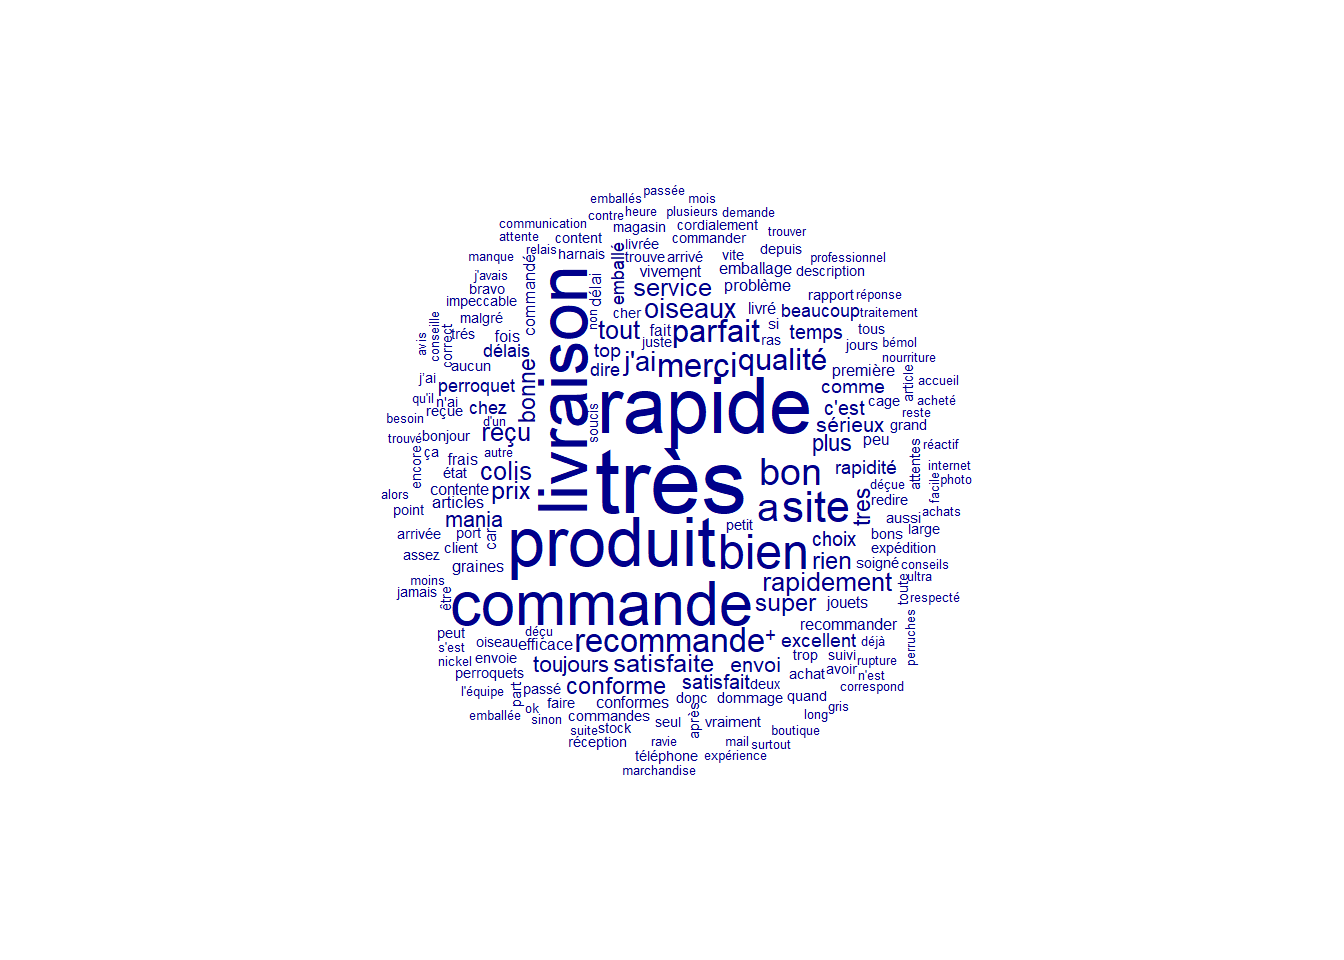 passée
emballés
mois
contre
heure
plusieurs
demande
communication
magasin
cordialement
trouver
attente
content
livrée
commander
manque
relais
harnais
emballé
trouve
arrivé
vite
depuis
professionnel
j'avais
commandé
délai
vivement
emballage
description
bravo
livraison
service
problème
rapport
réponse
impeccable
non
cher
oiseaux
livré
beaucoup
traitement
malgré
tout
fait
parfait
si
temps
tous
avis
conseille
correct
trés
fois
juste
ras
jours
bémol
délais
top
j'ai
merci
qualité
nourriture
aucun
bonne
dire
première
article
j'ai
perroquet
rapide
comme
accueil
qu'il
n'ai
chez
c'est
cage
acheté
besoin
reçue
d'un
soucis
sérieux
grand
reste
trouvé
bonjour
reçu
plus
peu
réactif
encore
ça
frais
autre
très
bon
rapidité
attentes
internet
état
colis
déçue
facile
photo
alors
contente
prix
a
site
tres
redire
point
articles
mania
petit
aussi
achats
arrivée
port
car
produit
bien
choix
bons
large
assez
client
rien
expédition
graines
soigné
conseils
moins
rapidement
toute
ultra
jamais
être
commande
super
jouets
respecté
peut
déçu
recommande
+
recommander
perruches
s'est
oiseau
efficace
excellent
déjà
nickel
envoie
toujours
satisfaite
envoi
trop
suivi
rupture
perroquets
achat
avoir
n'est
l'équipe
part
passé
conforme
satisfait
deux
correspond
ok
faire
conformes
donc
dommage
quand
gris
emballée
sinon
commandes
après
long
suite
stock
seul
vraiment
boutique
réception
ravie
mail
surtout
téléphone
expérience
marchandise